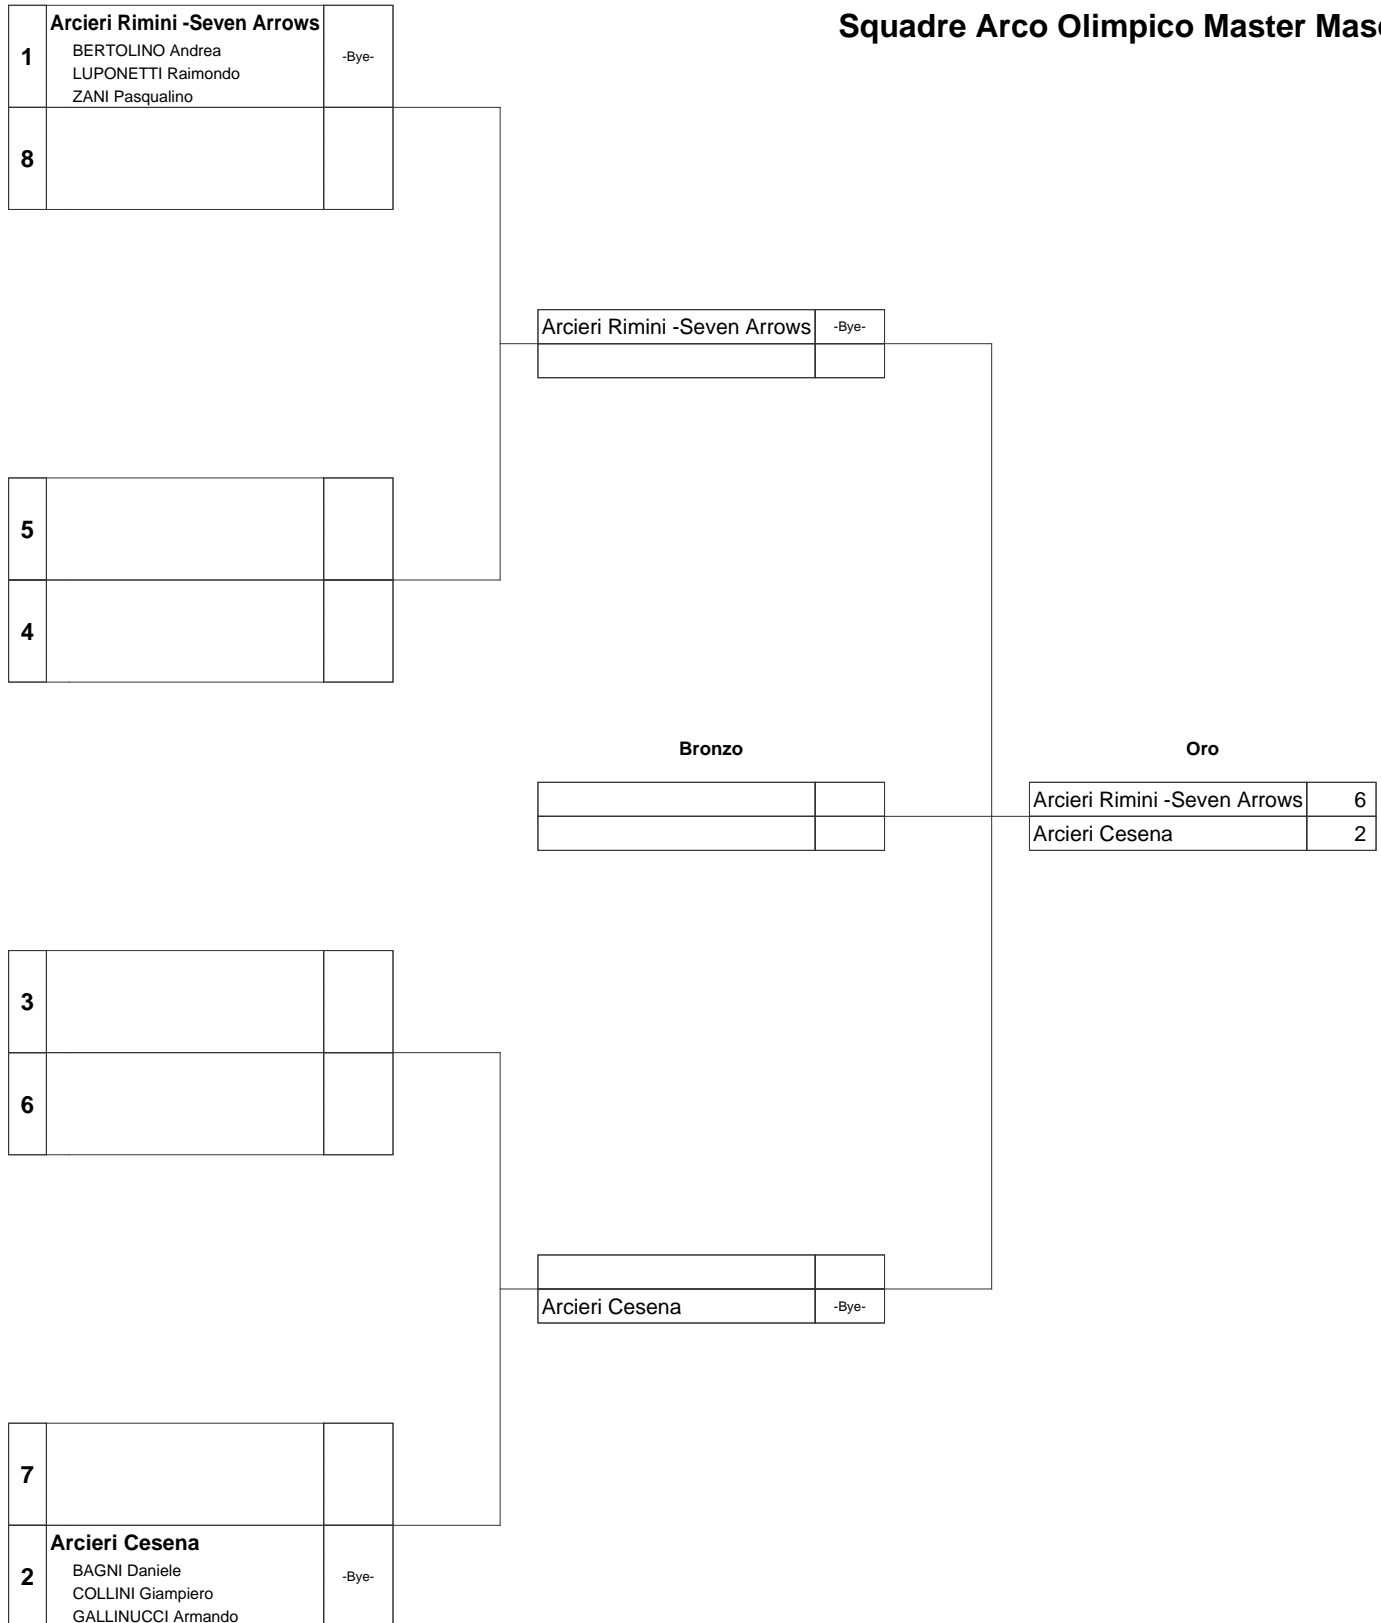 Squadre Arco Olimpico Master
1
Arcieri Rimini -Seven Arrows
BERTOLINO Andrea
LUPONETTI Raimondo
ZANI Pasqualino
-Bye-
8
Arcieri Rimini -Seven Arrows -Bye-
5
4
Bronzo
Oro
Arcieri Rimini -Seven Arrows 6
Arcieri Cesena 2
3
6
Arcieri Cesena -Bye-
7
2
Arcieri Cesena
BAGNI Daniele
COLLINI Giampiero
GALLINUCCI Armando
-Bye-